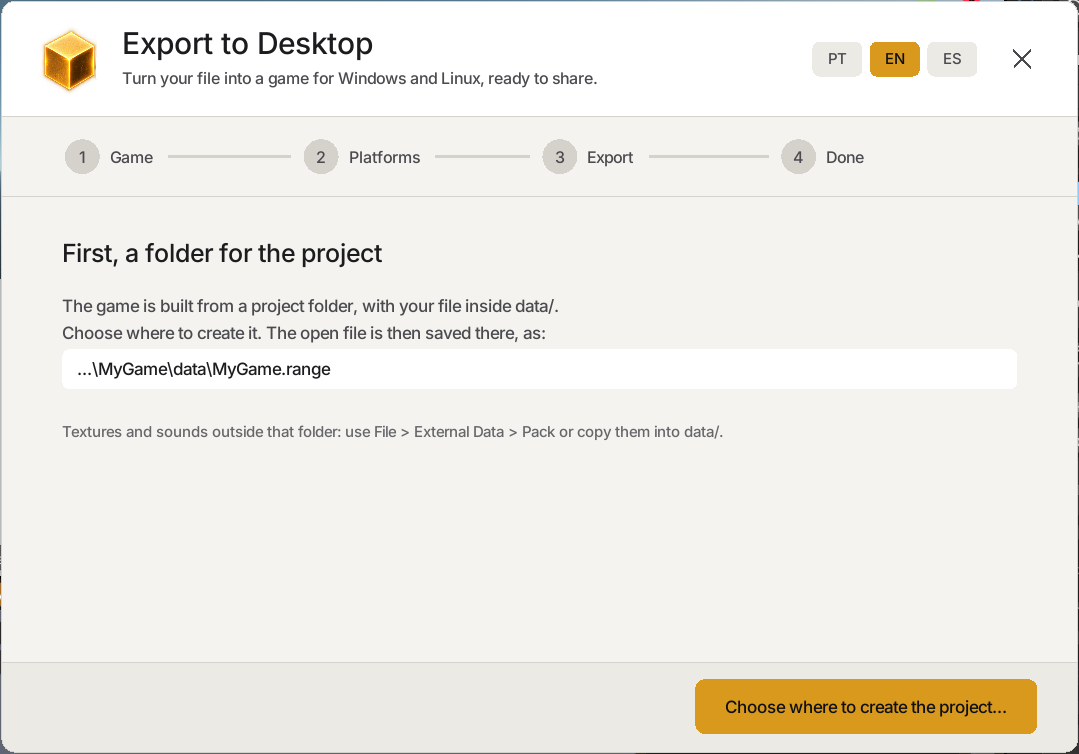 Export to Desktop
Turn your file into a game for Windows and Linux, ready to share.
PT
EN
ES
1 Game
2 Platforms
3 Export
4 Done
First, a folder for the project
The game is built from a project folder, with your file inside data/.
Choose where to create it. The open file is then saved there, as:
...\MyGame\data\MyGame.range
Textures and sounds outside that folder: use File > External Data > Pack or copy them into data/.
Choose where to create the project...